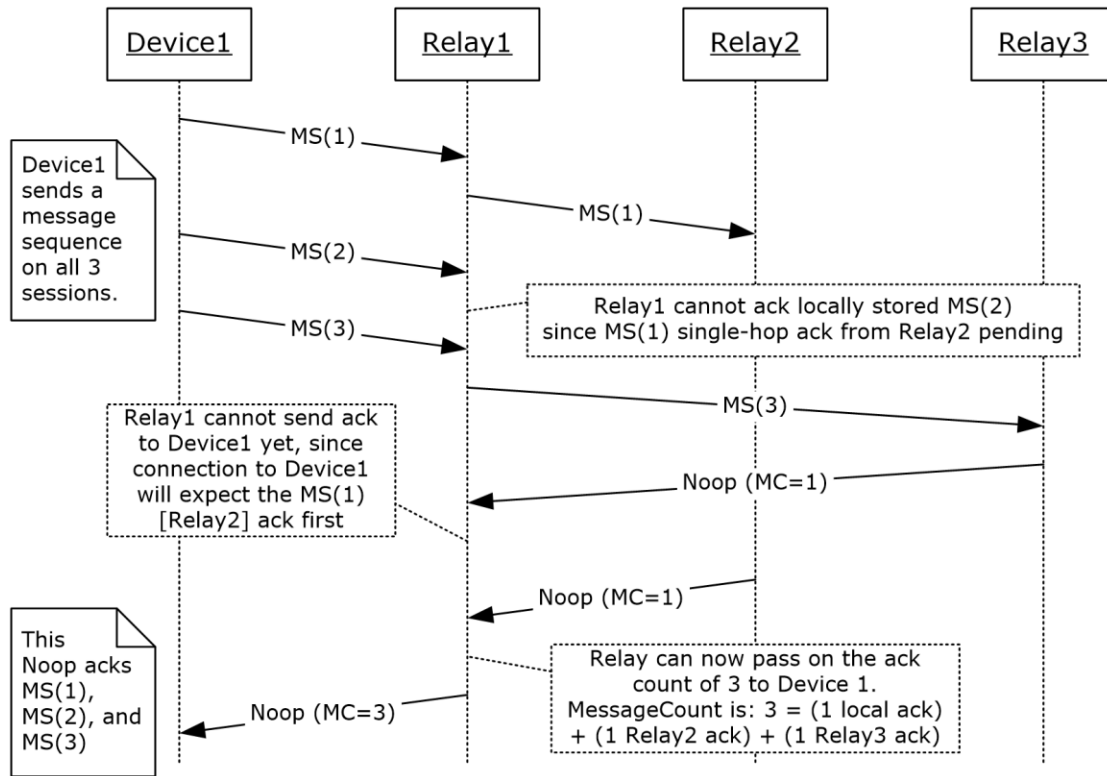 Device1
Relay1
Relay2
Relay3
MS(1)
Device1
sends a
message
sequence
on all 3
sessions.
MS(1)
MS(2)
Relay1 cannot ack locally stored MS(2)
since MS(1) single-hop ack from Relay2 pending
MS(3)
MS(3)
Relay1 cannot send ack
to Device1 yet, since
connection to Device1
will expect the MS(1)
[Relay2] ack first
Noop (MC=1)
Noop (MC=1)
This
Noop acks
MS(1),
MS(2), and
MS(3)
Relay can now pass on the ack
count of 3 to Device 1.
MessageCount is: 3 = (1 local ack)
+ (1 Relay2 ack) + (1 Relay3 ack)
Noop (MC=3)